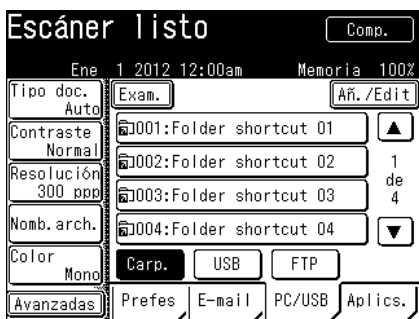 Escáner listo
Comp.
Ene 1 2012 12:00am Memoria 100%
Tipo doc.
Auto
Contraste
Normal
Resolución
300 ppp
Nomb.arch.
Color
Mono
Avanzadas
Exam.
Añ./Edit
001:Folder shortcut 01
002:Folder shortcut 02
003:Folder shortcut 03
004:Folder shortcut 04
1
de
4
Carp.
USB
FTP
Prefes
E-mail
PC/USB
Aplics.